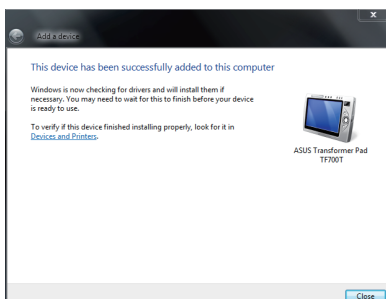 Add a device
This device has been successfully added to this computer
Windows is now checking for drivers and will install them if
necessary. You may need to wait for this to finish before your device
is ready to use.
To verify if this device finished installing properly, look for it in
Devices and Printers.
ASUS Transformer Pad
TF700T
Close